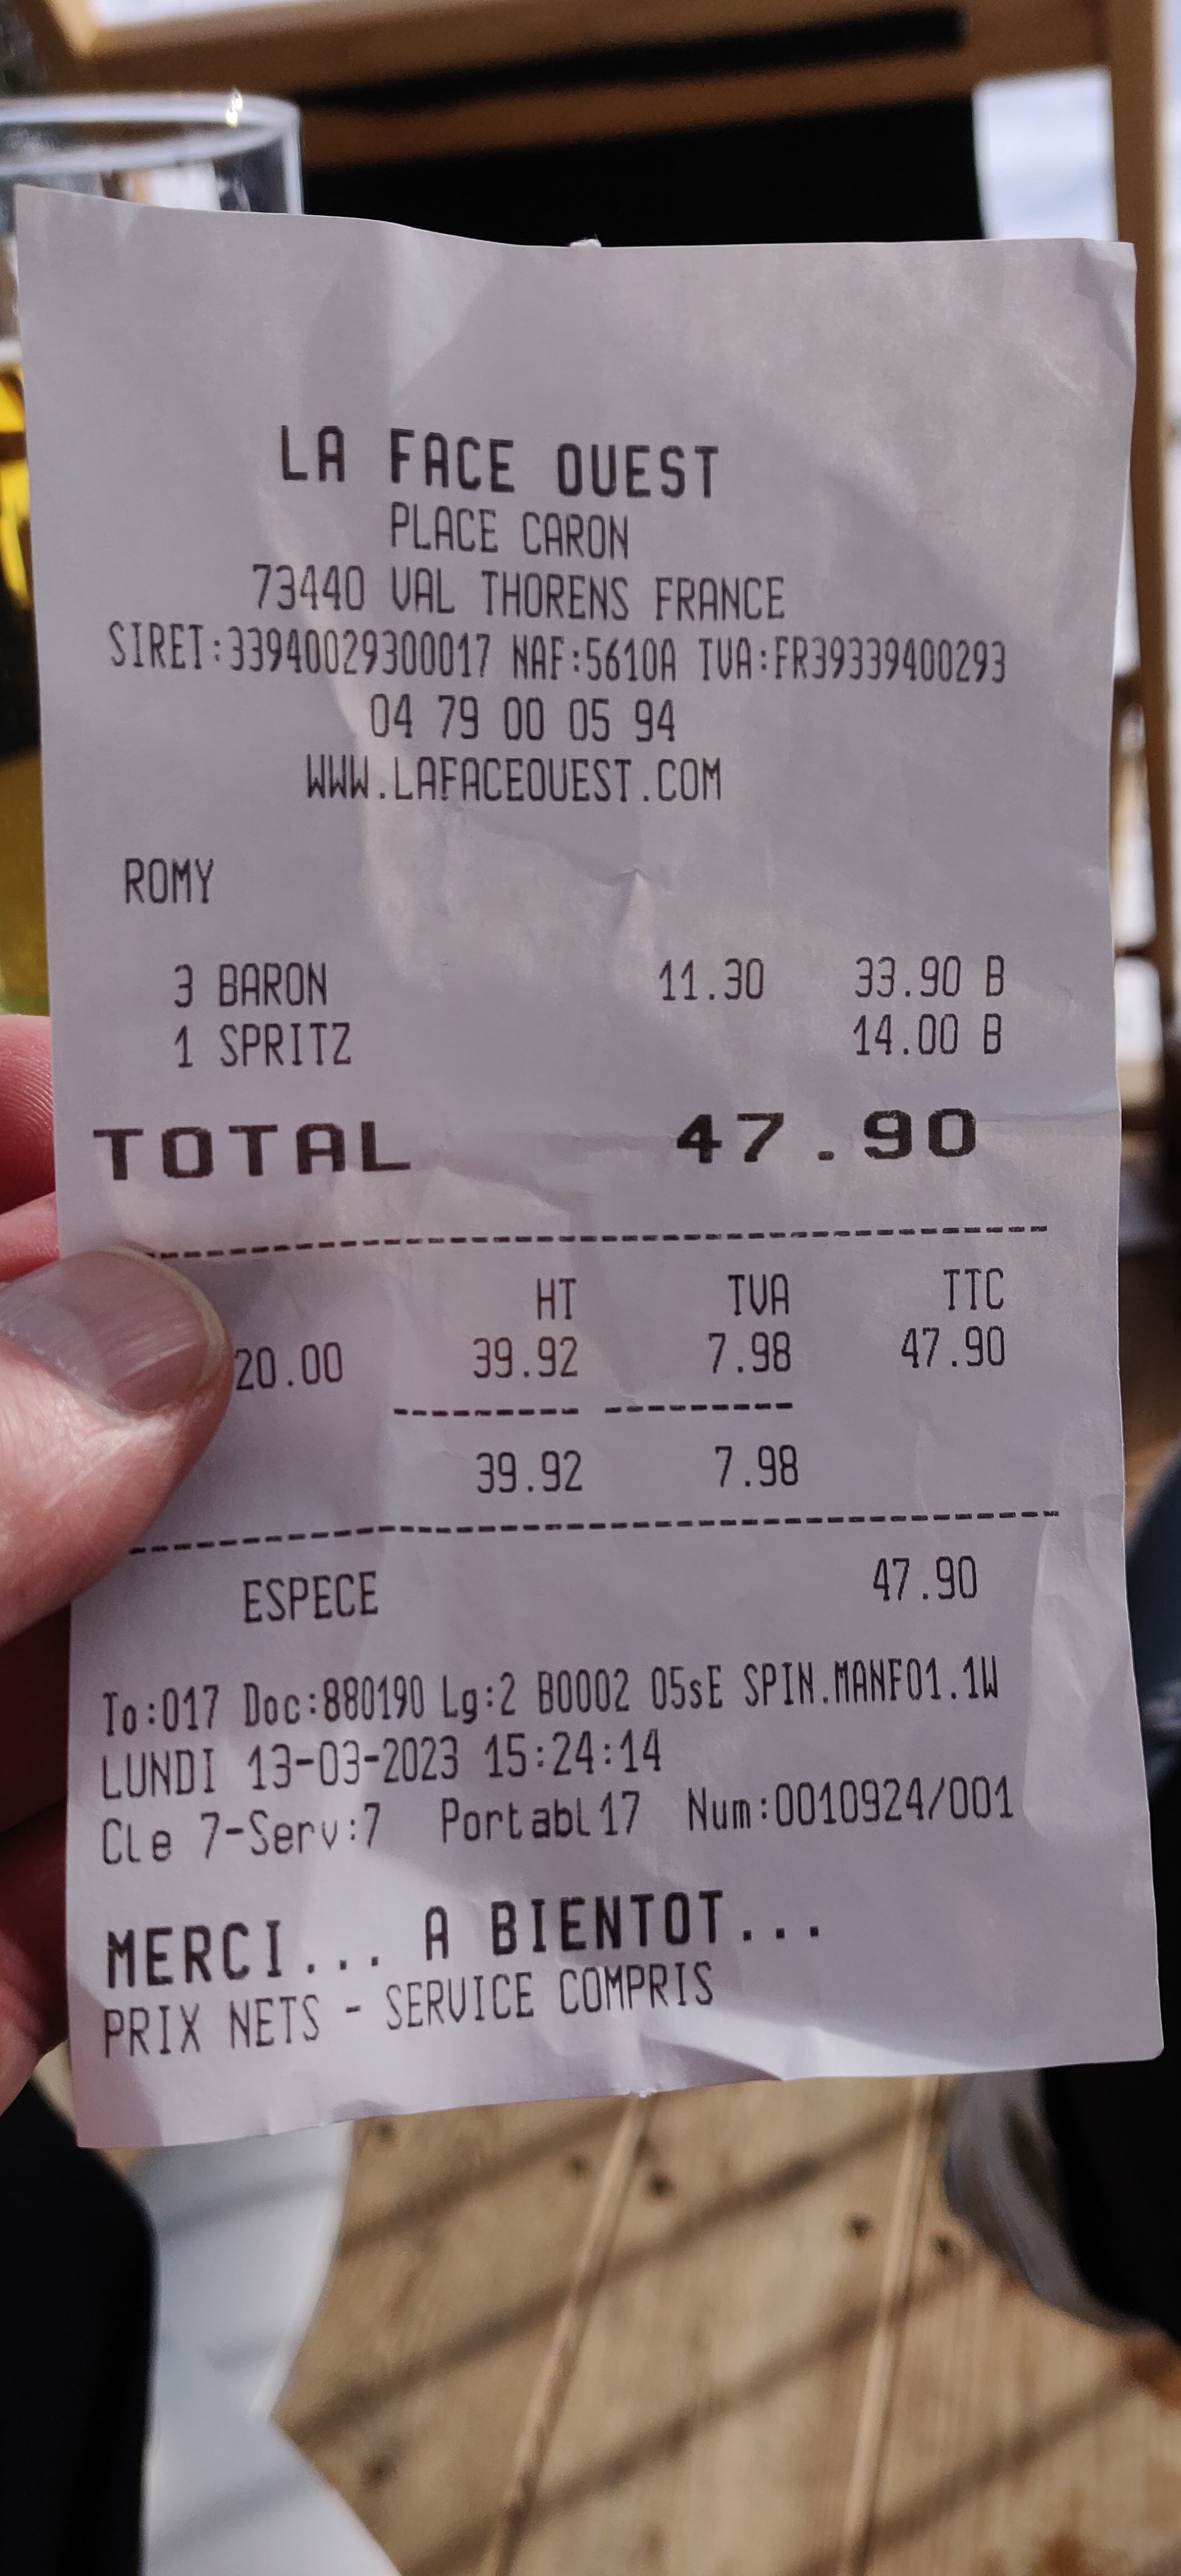 LA FACE OUEST
PLACE CARON
73440 VAL THORENS FRANCE
SIRET:33940029300017 NAF:5610A TVA:FR39339400293
04 79 00 05 94
WWW.LAFACEOUEST.COM
ROMY
3 BARON 11.30 33.90 B
1 SPRITZ 14.00 B
TOTAL 47.90
HT TVA TTC
20.00 39.92 7.98 47.90
39.92 7.98
ESPECE 47.90
To:017 Doc:880190 Lg:2 B0002 05sE SPIN.MANF01.1W
LUNDI 13-03-2023 15:24:14
Cle 7-Serv:7 Portabl17 Num:0010924/001
MERCI... A BIENTOT...
PRIX NETS - SERVICE COMPRIS